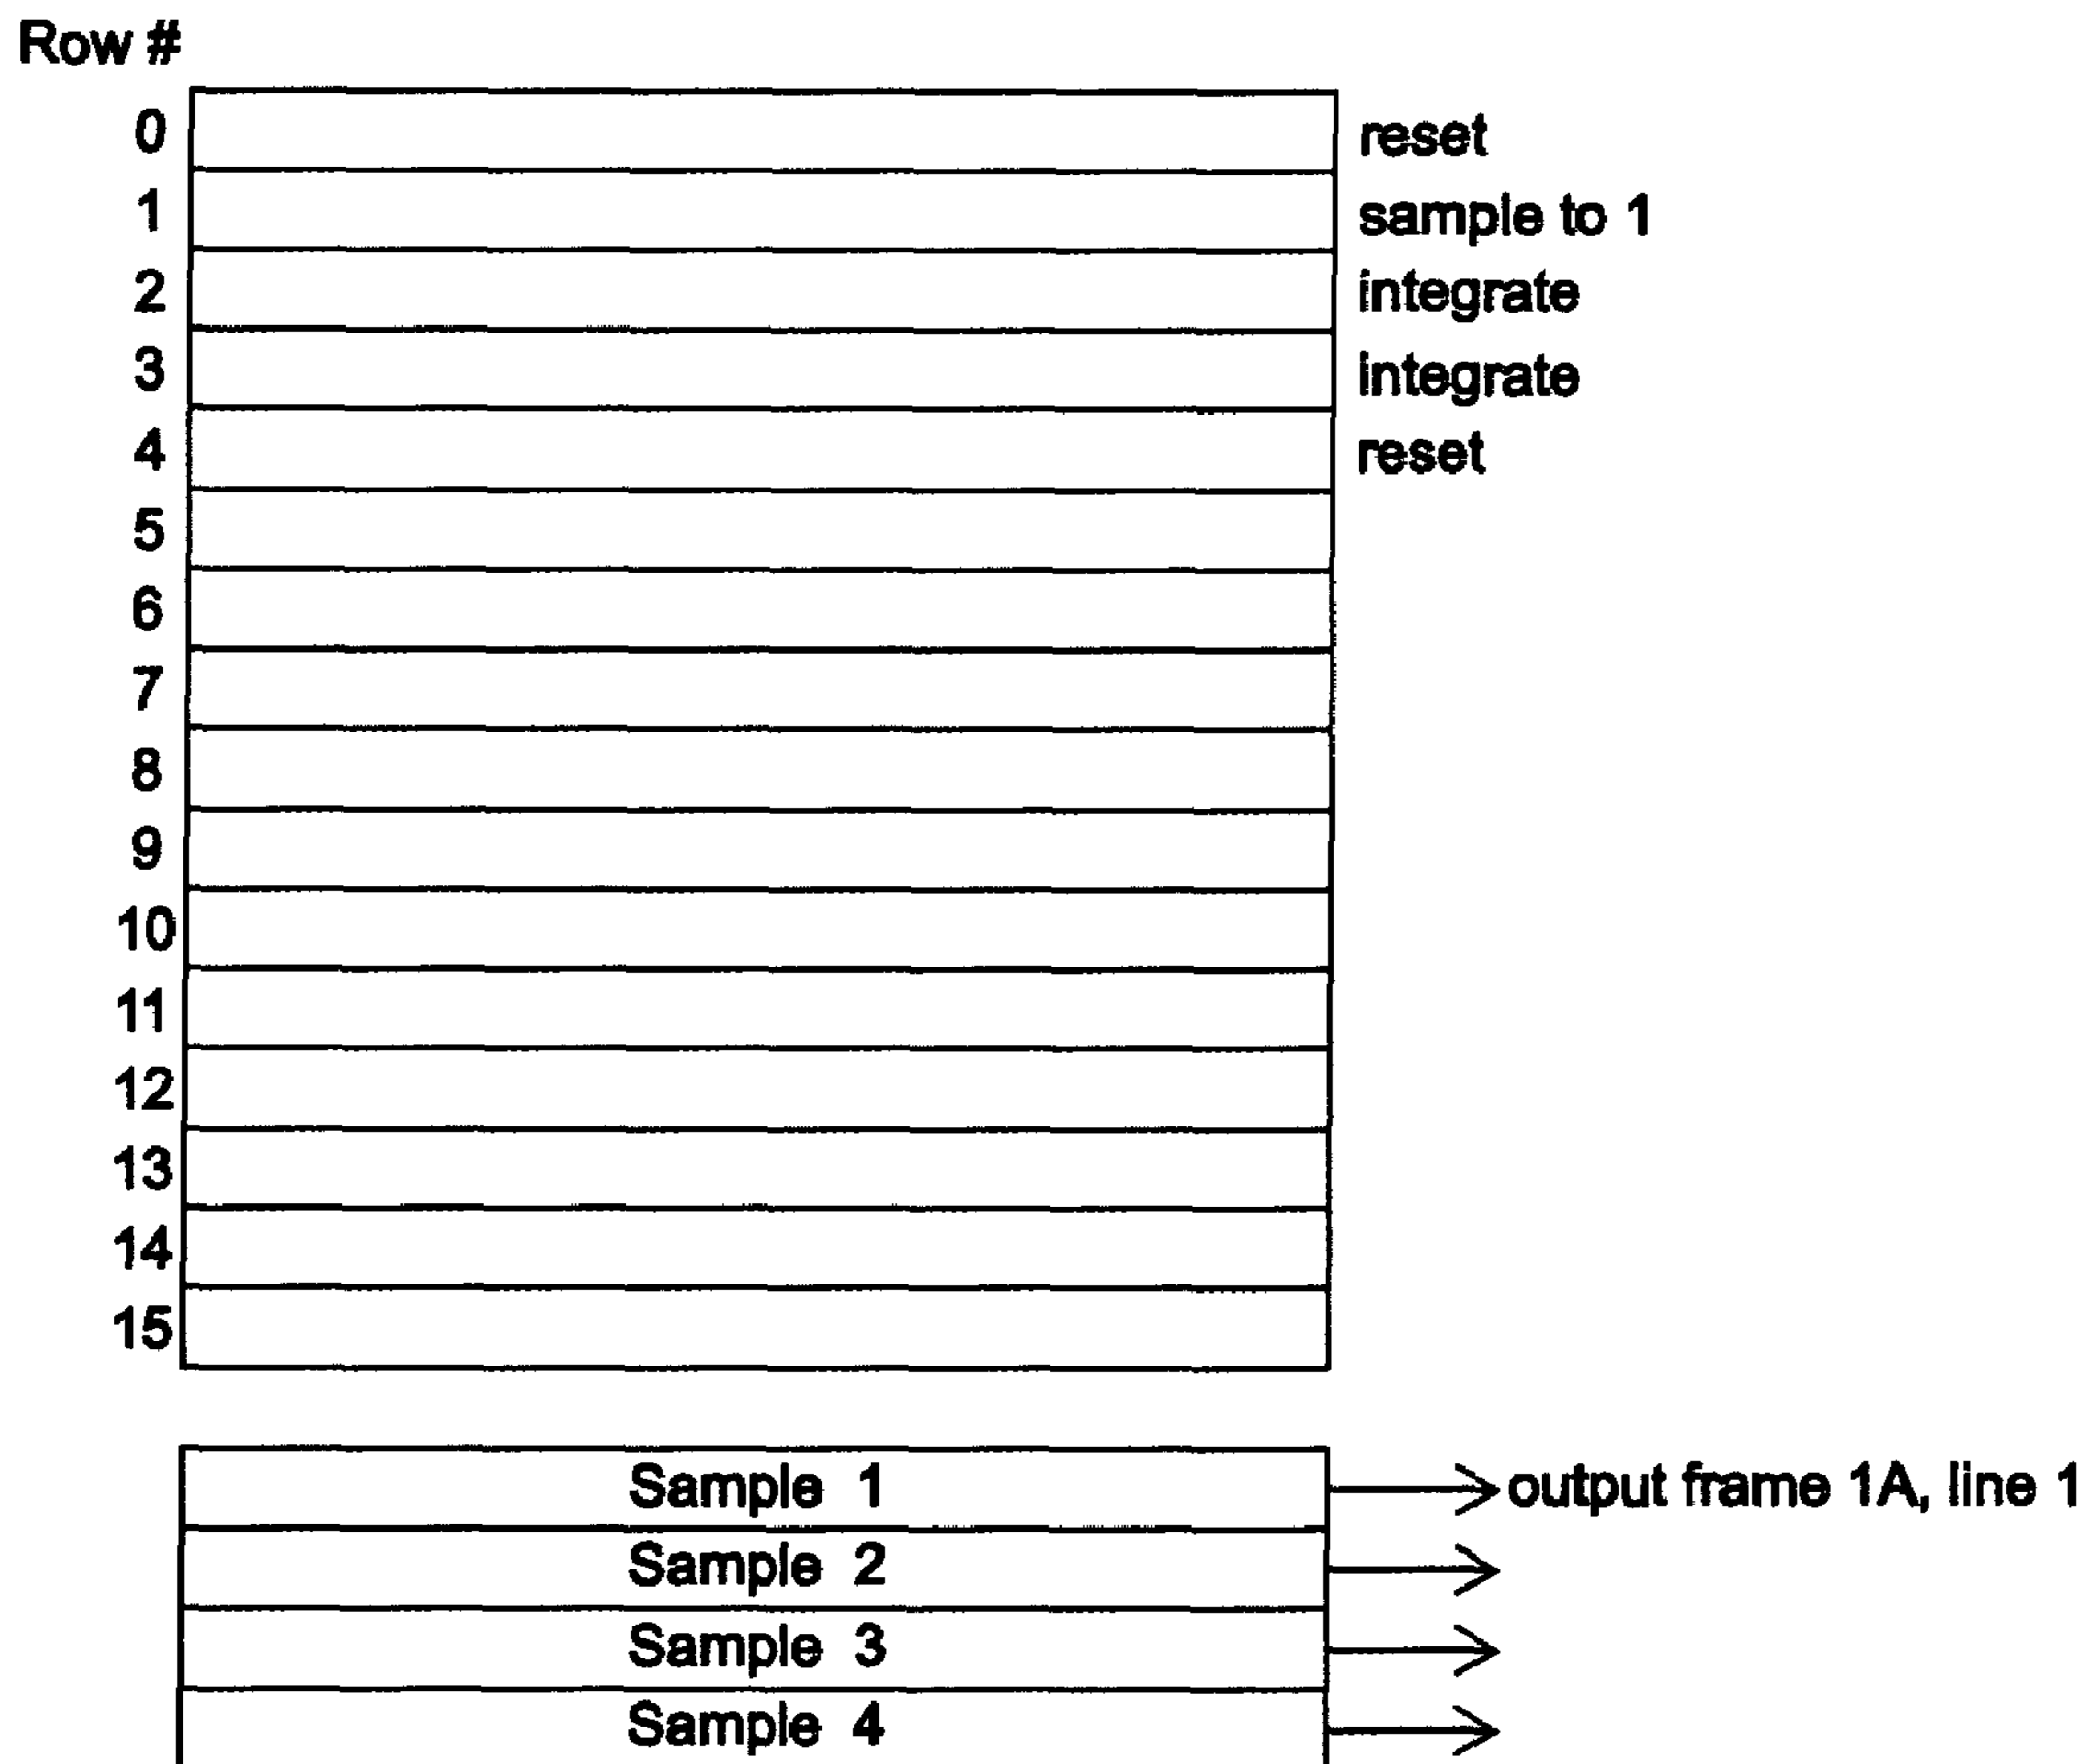 Row #
0 reset
1 sample to 1
2 integrate
3 integrate
4 reset
5
6
7
8
9
10
11
12
13
14
15
Sample 1 output frame 1A, line 1
Sample 2
Sample 3
Sample 4